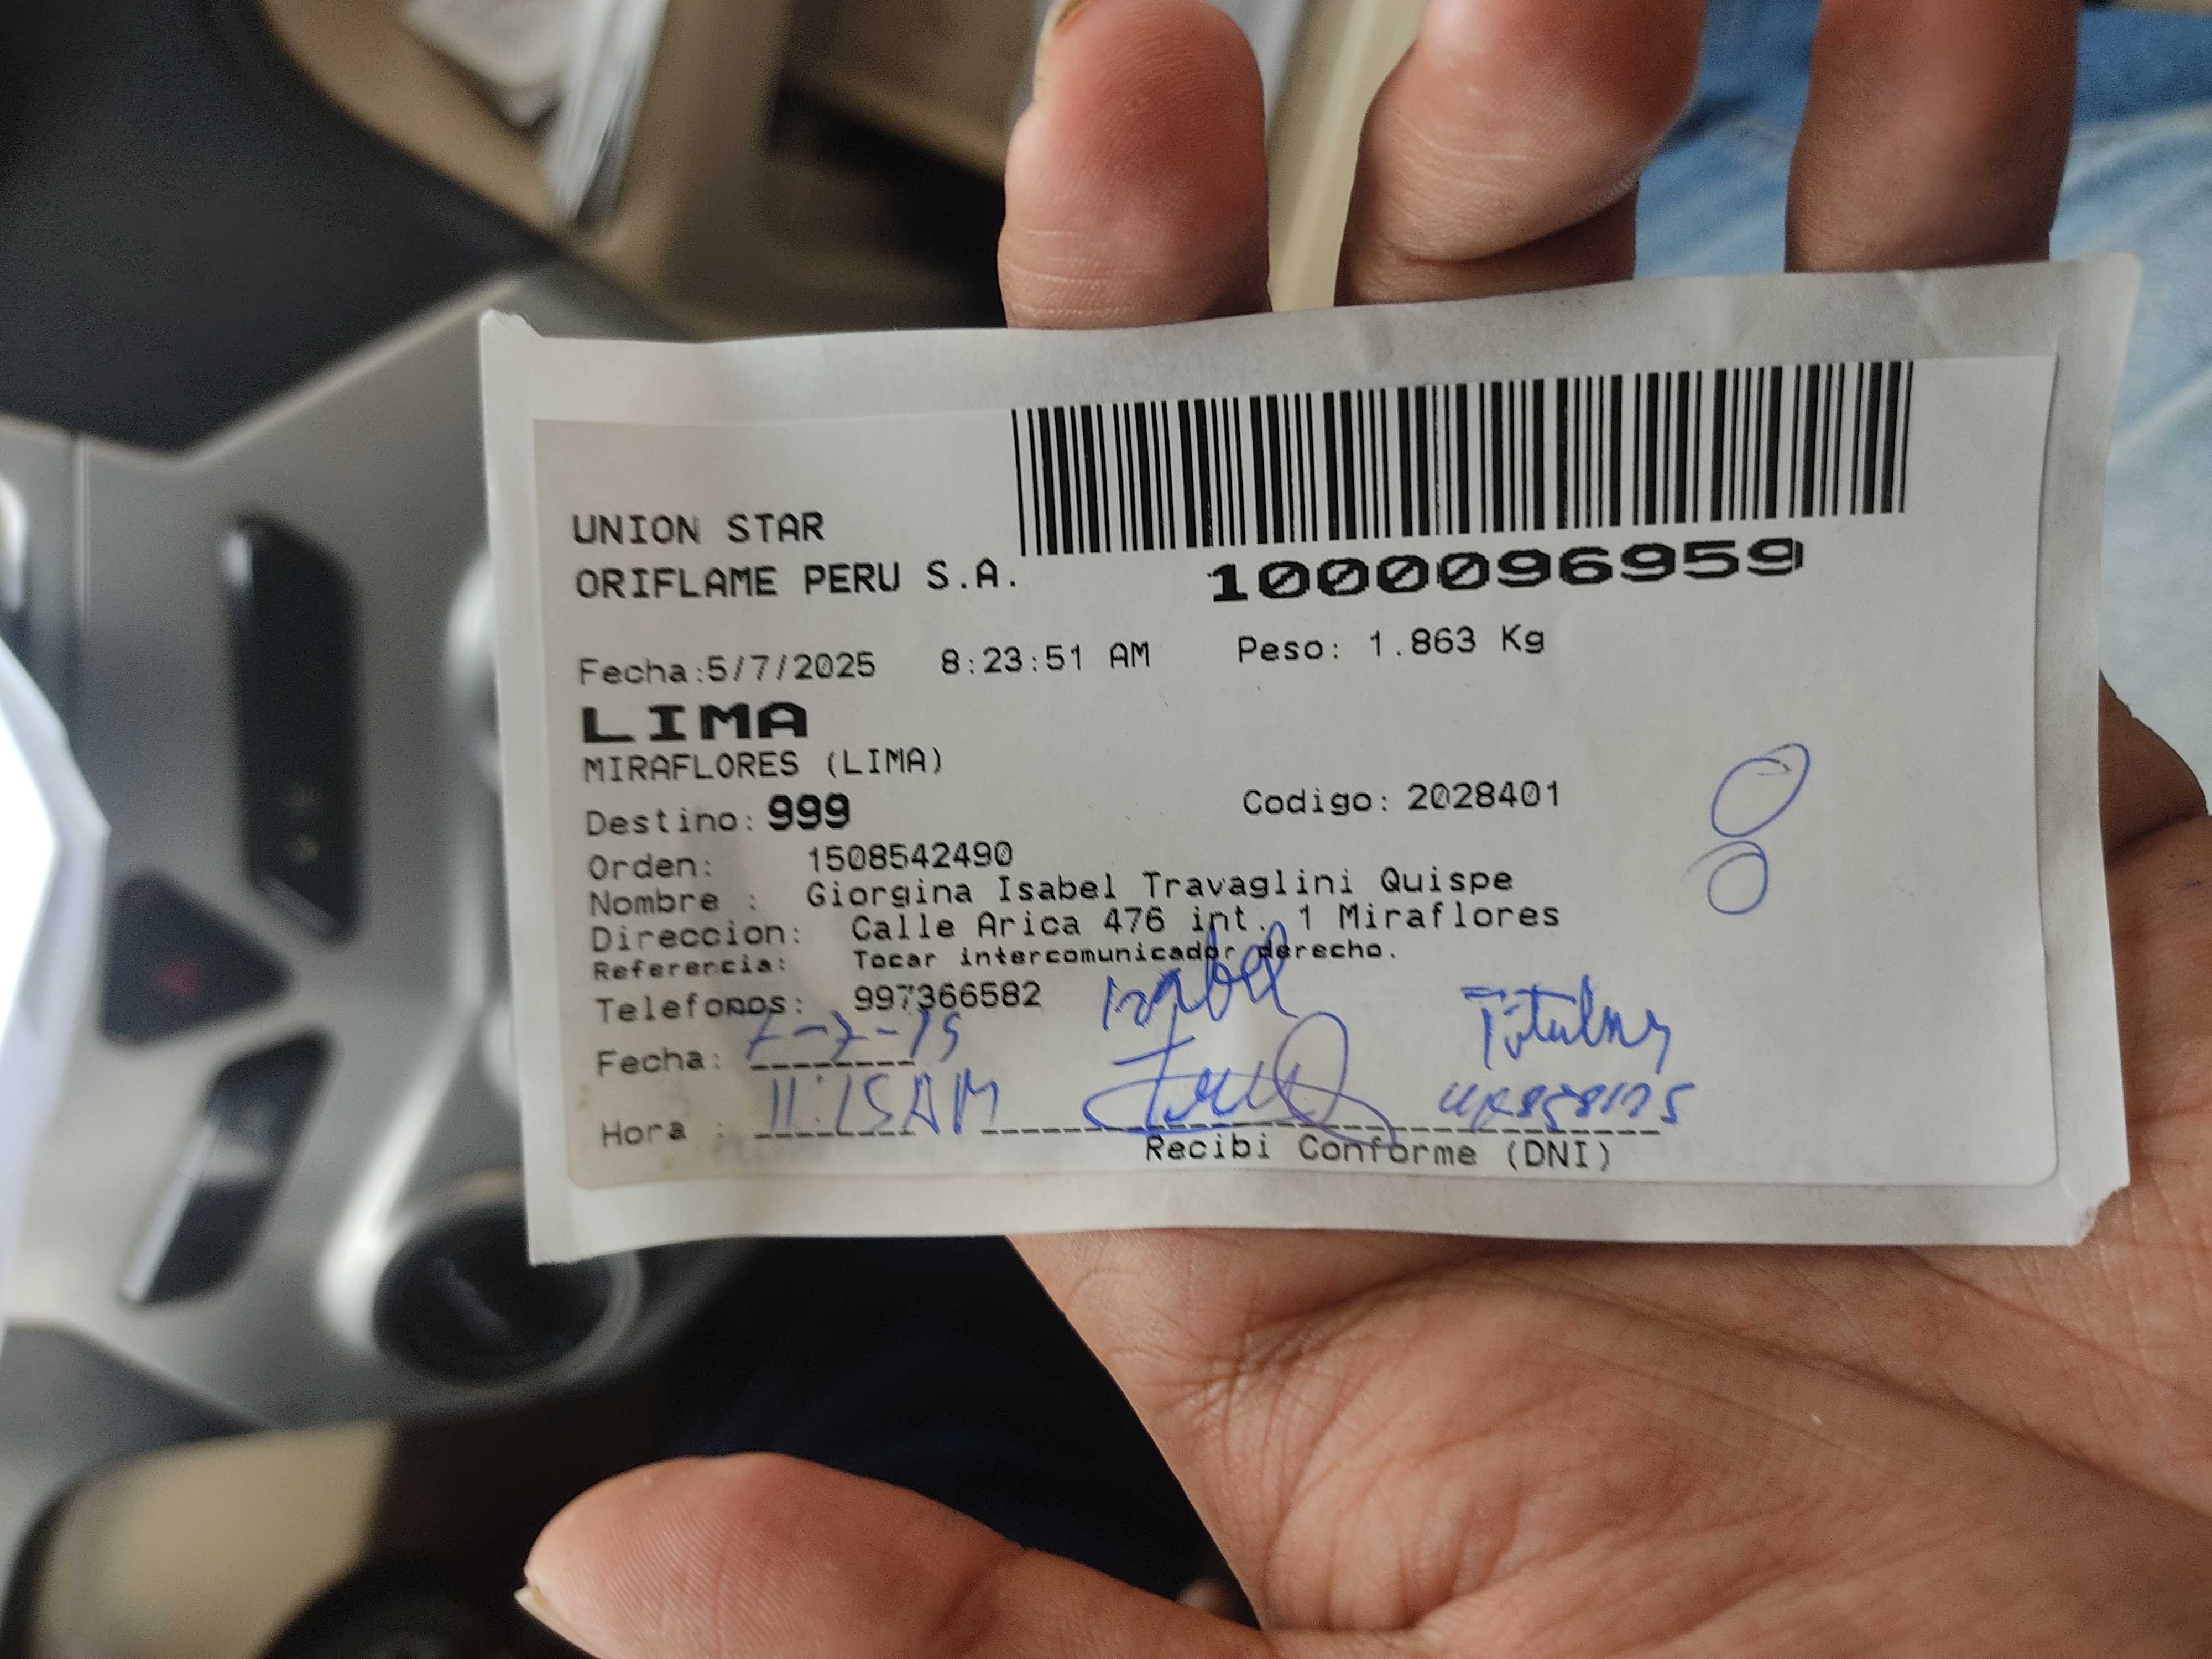 UNION STAR
ORIFLAME PERU S.A.
1000096959
Fecha:5/7/2025 8:23:51 AM Peso: 1.863 Kg
LIMA
MIRAFLORES (LIMA)
Destino: 999 Codigo: 2028401
Orden: 1508542490
Nombre : Giorgina Isabel Travaglini Quispe
Direccion: Calle Arica 476 int. 1 Miraflores
Referencia: Tocar intercomunicador derecho.
Telefonos: 997366582
Isabel
Fecha:
Hora : 11:15 AM
Recibi Conforme (DNI)